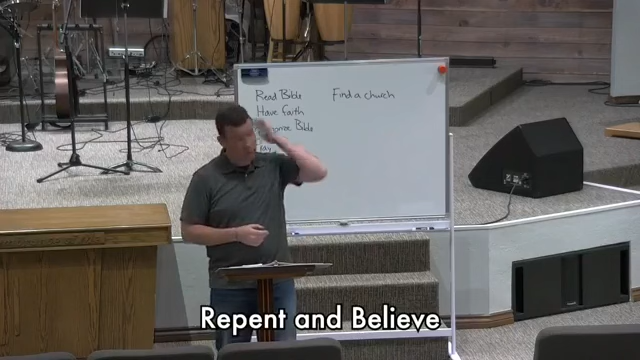 Read Bible
Find a church
Have faith
Bible
Repent and Believe